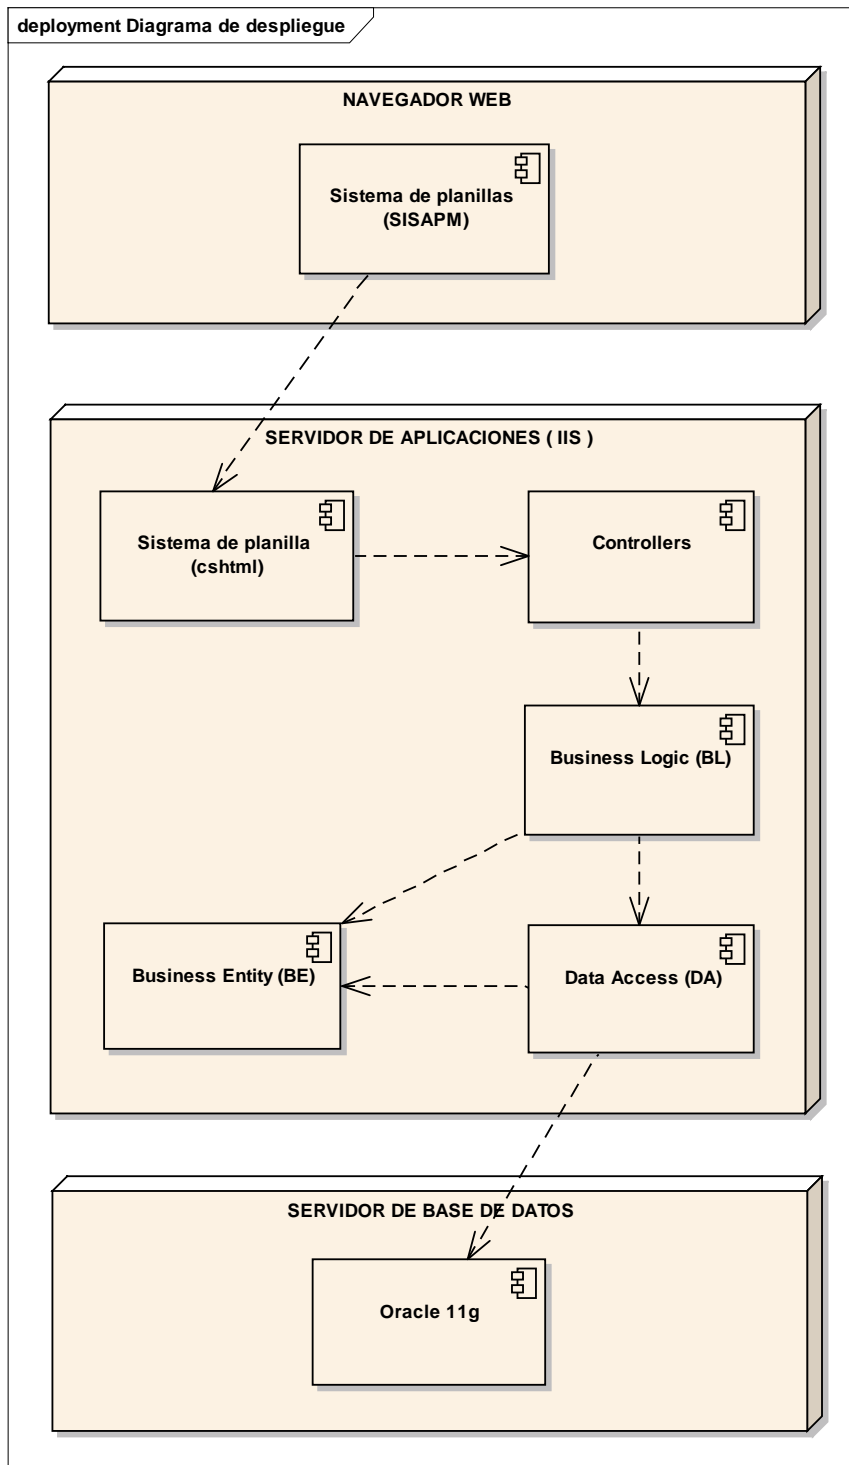 deployment Diagrama de despliegue
NAVEGADOR WEB
Sistema de planillas
(SISAPM)
SERVIDOR DE APLICACIONES ( IIS )
Sistema de planilla
(cshtml)
Controllers
Business Logic (BL)
Business Entity (BE)
Data Access (DA)
SERVIDOR DE BASE DE DATOS
Oracle 11g